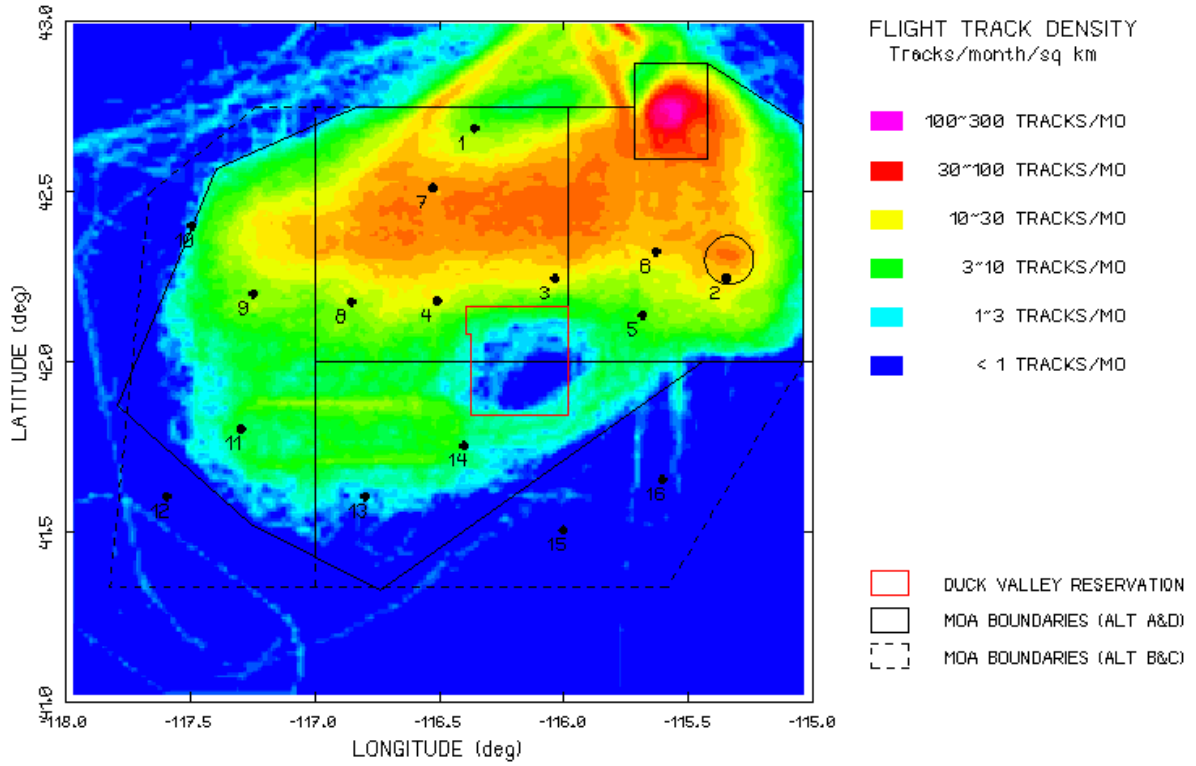 FLIGHT TRACK DENSITY
Tracks/month/sq km
100~300 TRACKS/MO
30~100 TRACKS/MO
10~30 TRACKS/MO
3~10 TRACKS/MO
1~3 TRACKS/MO
< 1 TRACKS/MO
DUCK VALLEY RESERVATION
MOA BOUNDARIES (ALT A&D)
MOA BOUNDARIES (ALT B&C)
LATITUDE (deg)
43.0
42.5
42.0
41.5
41.0
1
7
10
6
2
3
9
8
4
5
11
14
16
12
13
15
-118.0
-117.5
-117.0
-116.5
-116.0
-115.5
-115.0
LONGITUDE (deg)